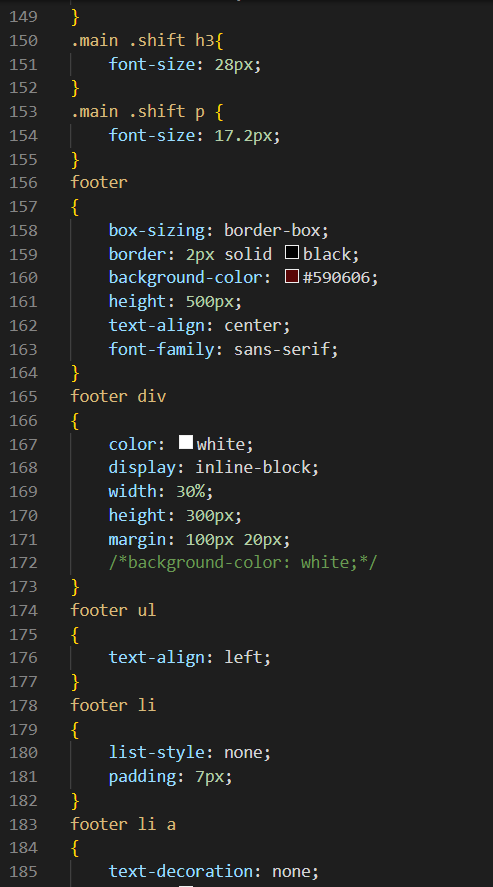 149 }
150 .main .shift h3{
151     font-size: 28px;
152 }
153 .main .shift p {
154     font-size: 17.2px;
155 }
156 footer
157 {
158     box-sizing: border-box;
159     border: 2px solid black;
160     background-color: #590606;
161     height: 500px;
162     text-align: center;
163     font-family: sans-serif;
164 }
165 footer div
166 {
167     color: white;
168     display: inline-block;
169     width: 30%;
170     height: 300px;
171     margin: 100px 20px;
172     /*background-color: white;*/
173 }
174 footer ul
175 {
176     text-align: left;
177 }
178 footer li
179 {
180     list-style: none;
181     padding: 7px;
182 }
183 footer li a
184 {
185     text-decoration: none;